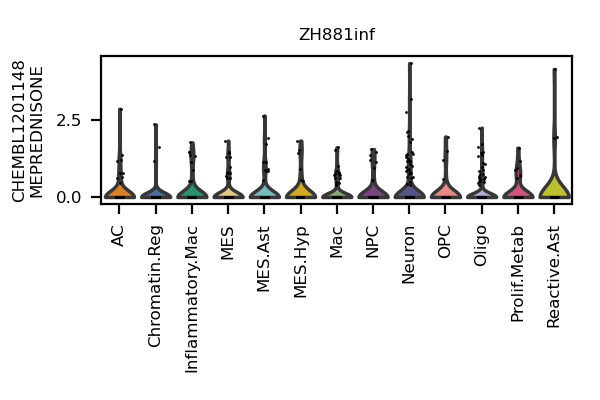 ZH881inf
CHEMBL1201148
MEPREDNISONE
2.5
0.0
AC
Chromatin.Reg
Inflammatory.Mac
MES
MES.Ast
MES.Hyp
Mac
NPC
Neuron
OPC
Oligo
Prolif.Metab
Reactive.Ast